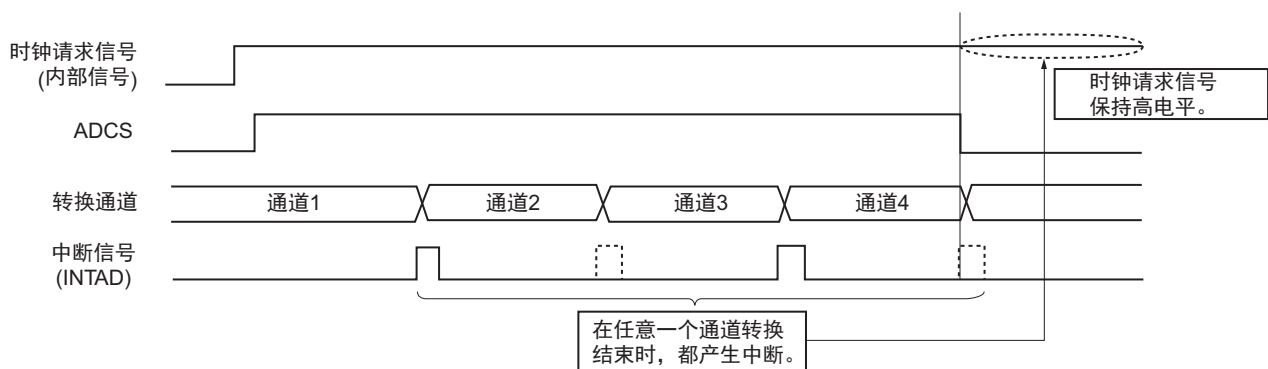 时钟请求信号
(内部信号)
时钟请求信号
保持高电平。
ADCS
转换通道
通道1
通道2
通道3
通道4
中断信号
(INTAD)
在任意一个通道转换
结束时，都产生中断。